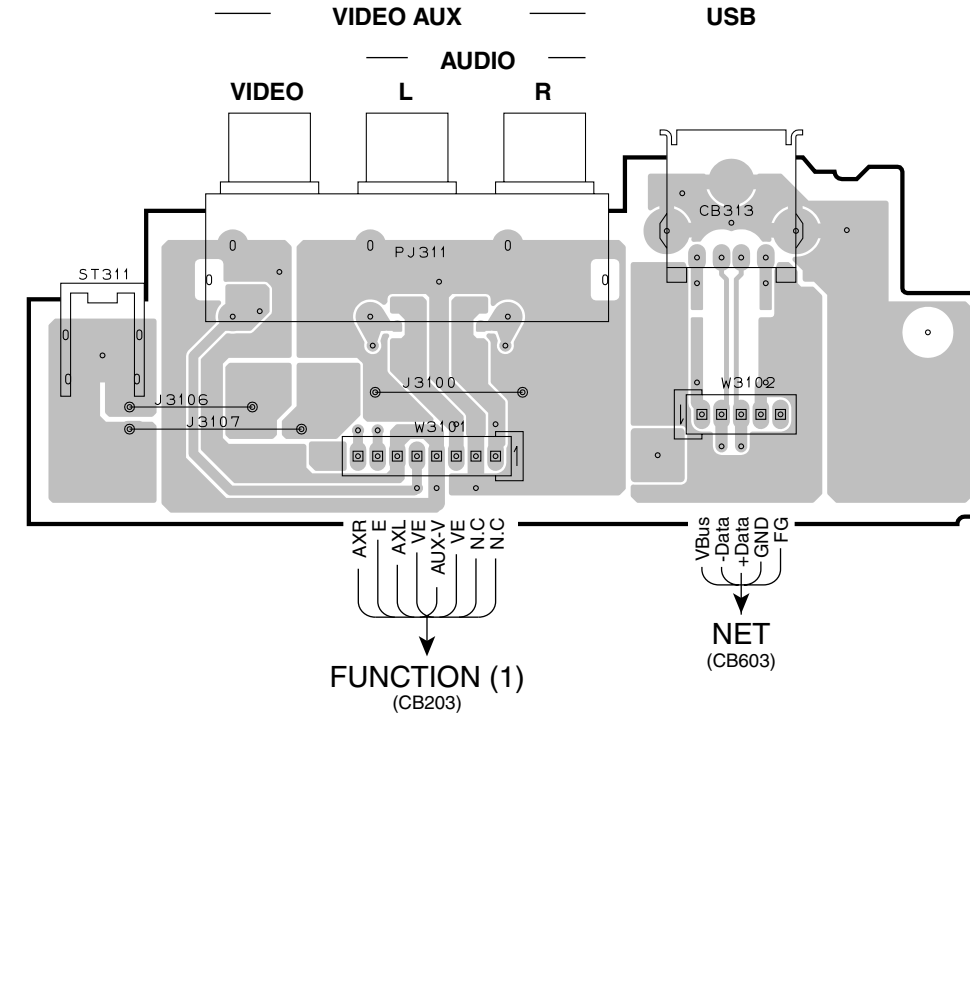 VIDEO AUX
USB
AUDIO
VIDEO
L
R
CB313
PJ311
ST311
J3100
W3102
J3106
J3107
W3101
1
1
AXR
E
AXL
VE
AUX-V
VE
N.C
N.C
VBus
-Data
+Data
GND
FG
NET
(CB603)
FUNCTION (1)
(CB203)